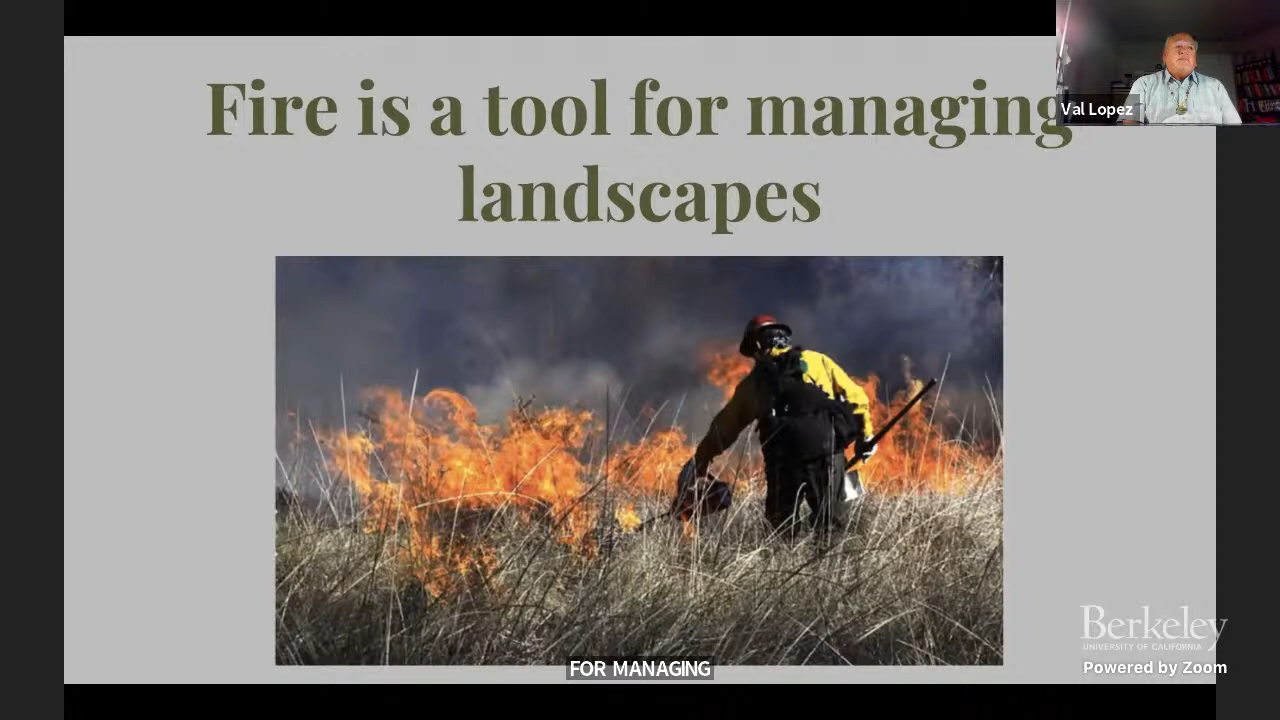 Fire is a tool for managing
landscapes
Val Lopez
FOR MANAGING
Berkeley
UNIVERSITY OF CALIFORNIA
Powered by Zoom